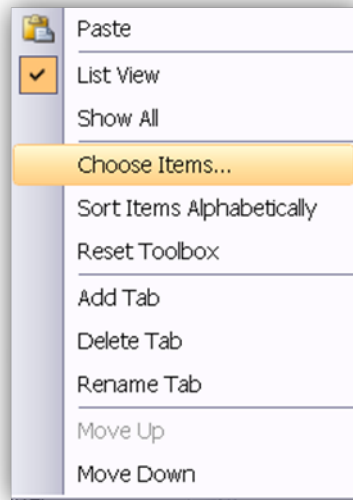 Paste
List View
Show All
Choose Items...
Sort Items Alphabetically
Reset Toolbox
Add Tab
Delete Tab
Rename Tab
Move Up
Move Down